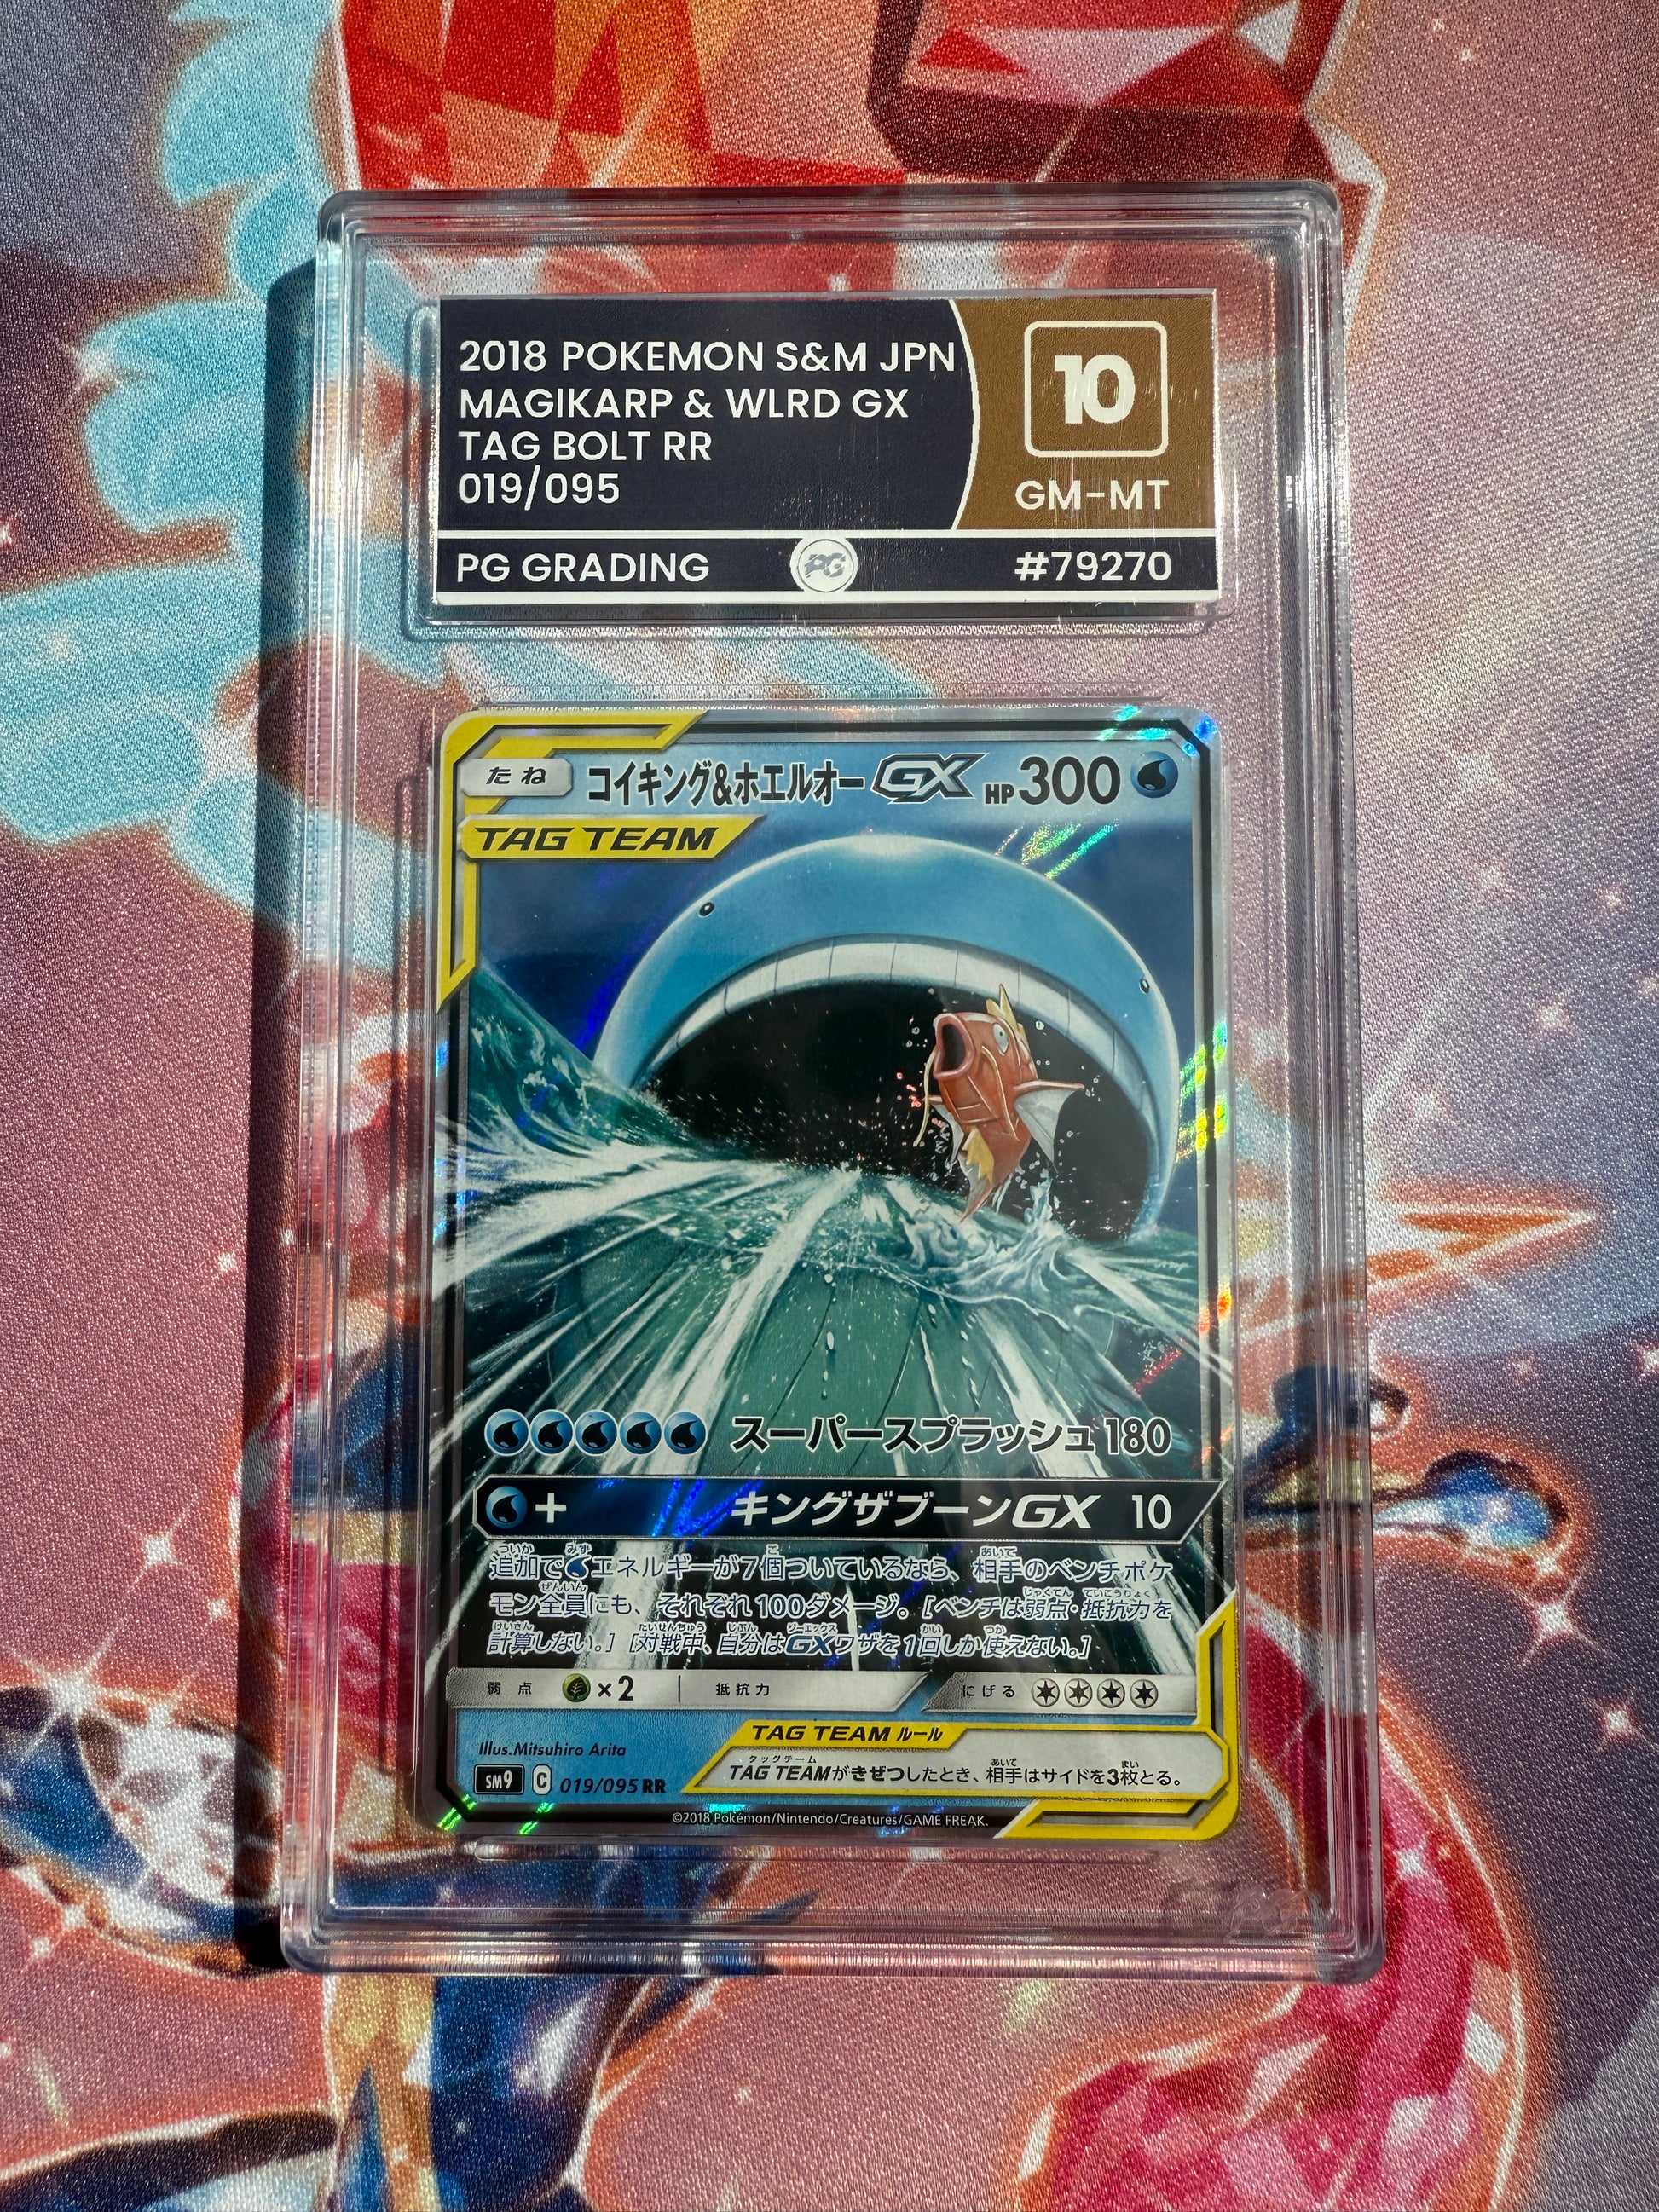 2018 POKEMON S&M JPN
MAGIKARP & WLRD GX
TAG BOLT RR
019/095
10
GM-MT
PG GRADING
PG
#79270
たね
コイキング&ホエルオーGX HP300
TAG TEAM
スーパースプラッシュ 180
+ キングザブーンGX 10
追加でエネルギーが7個ついているなら、相手のベンチポケ
モン全員にも、それぞれ100ダメージ。[ベンチは弱点・抵抗力を
計算しない。] [対戦中、自分はGXワザを1回しか使えない。]
弱点 ×2 抵抗力 にげる
TAG TEAM ルール
TAG TEAMがきぜつしたとき、相手はサイドを3枚とる。
Illus.Mitsuhiro Arita
SM9 C 019/095 RR
©2018 Pokémon/Nintendo/Creatures/GAME FREAK.